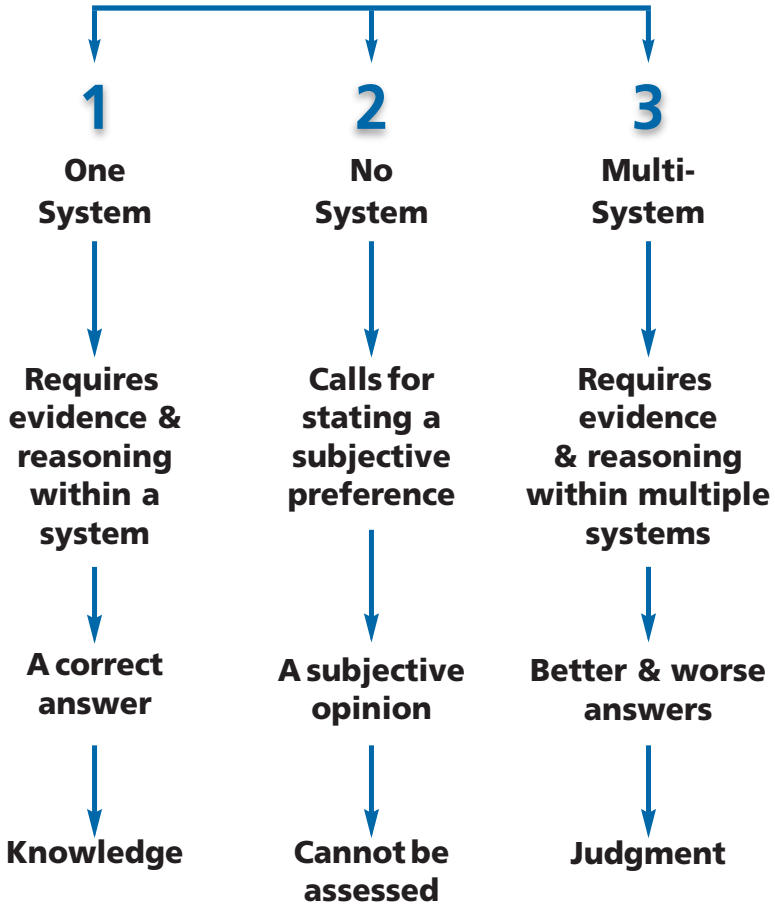 1
One
System
Requires
evidence &
reasoning
within a
system
A correct
answer
Knowledge
2
No
System
Calls for
stating a
subjective
preference
A subjective
opinion
Cannot be
assessed
3
Multi-
System
Requires
evidence
& reasoning
within multiple
systems
Better & worse
answers
Judgment